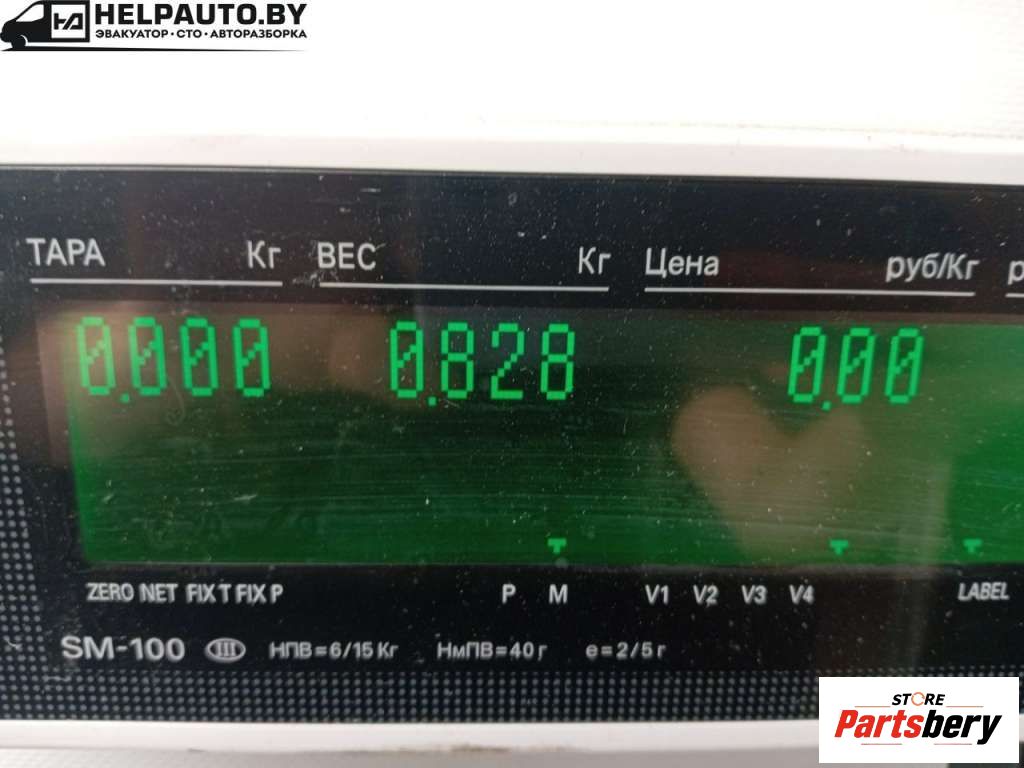 HELPAUTO.BY
ЭВАКУАТОР · СТО · АВТОРАЗБОРКА
ТАРА Кг ВЕС Кг Цена руб/Кг
0.000 0.828 0.00
ZERO NET FIX T FIX P P M V1 V2 V3 V4 LABEL
SM-100 III НПВ=6/15 Кг НмПВ=40 г e=2/5 г
STORE
Partsbery